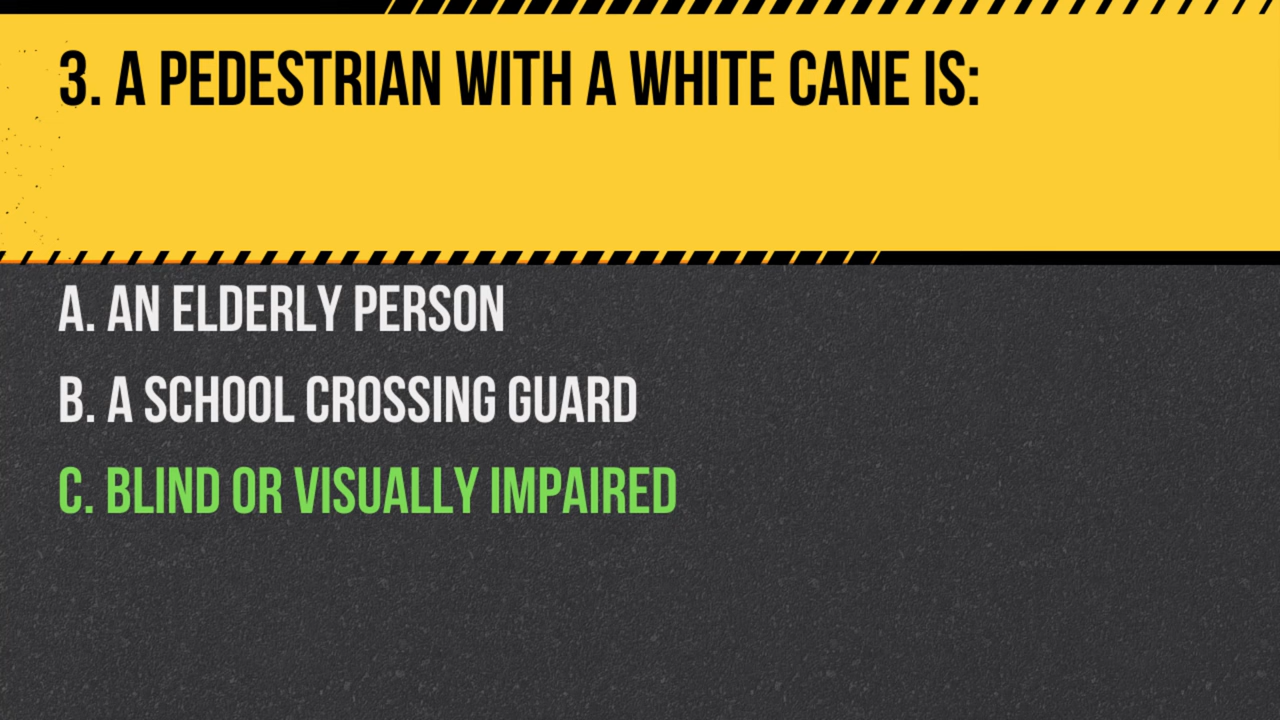 3. A PEDESTRIAN WITH A WHITE CANE IS:
A. AN ELDERLY PERSON
B. A SCHOOL CROSSING GUARD
C. BLIND OR VISUALLY IMPAIRED